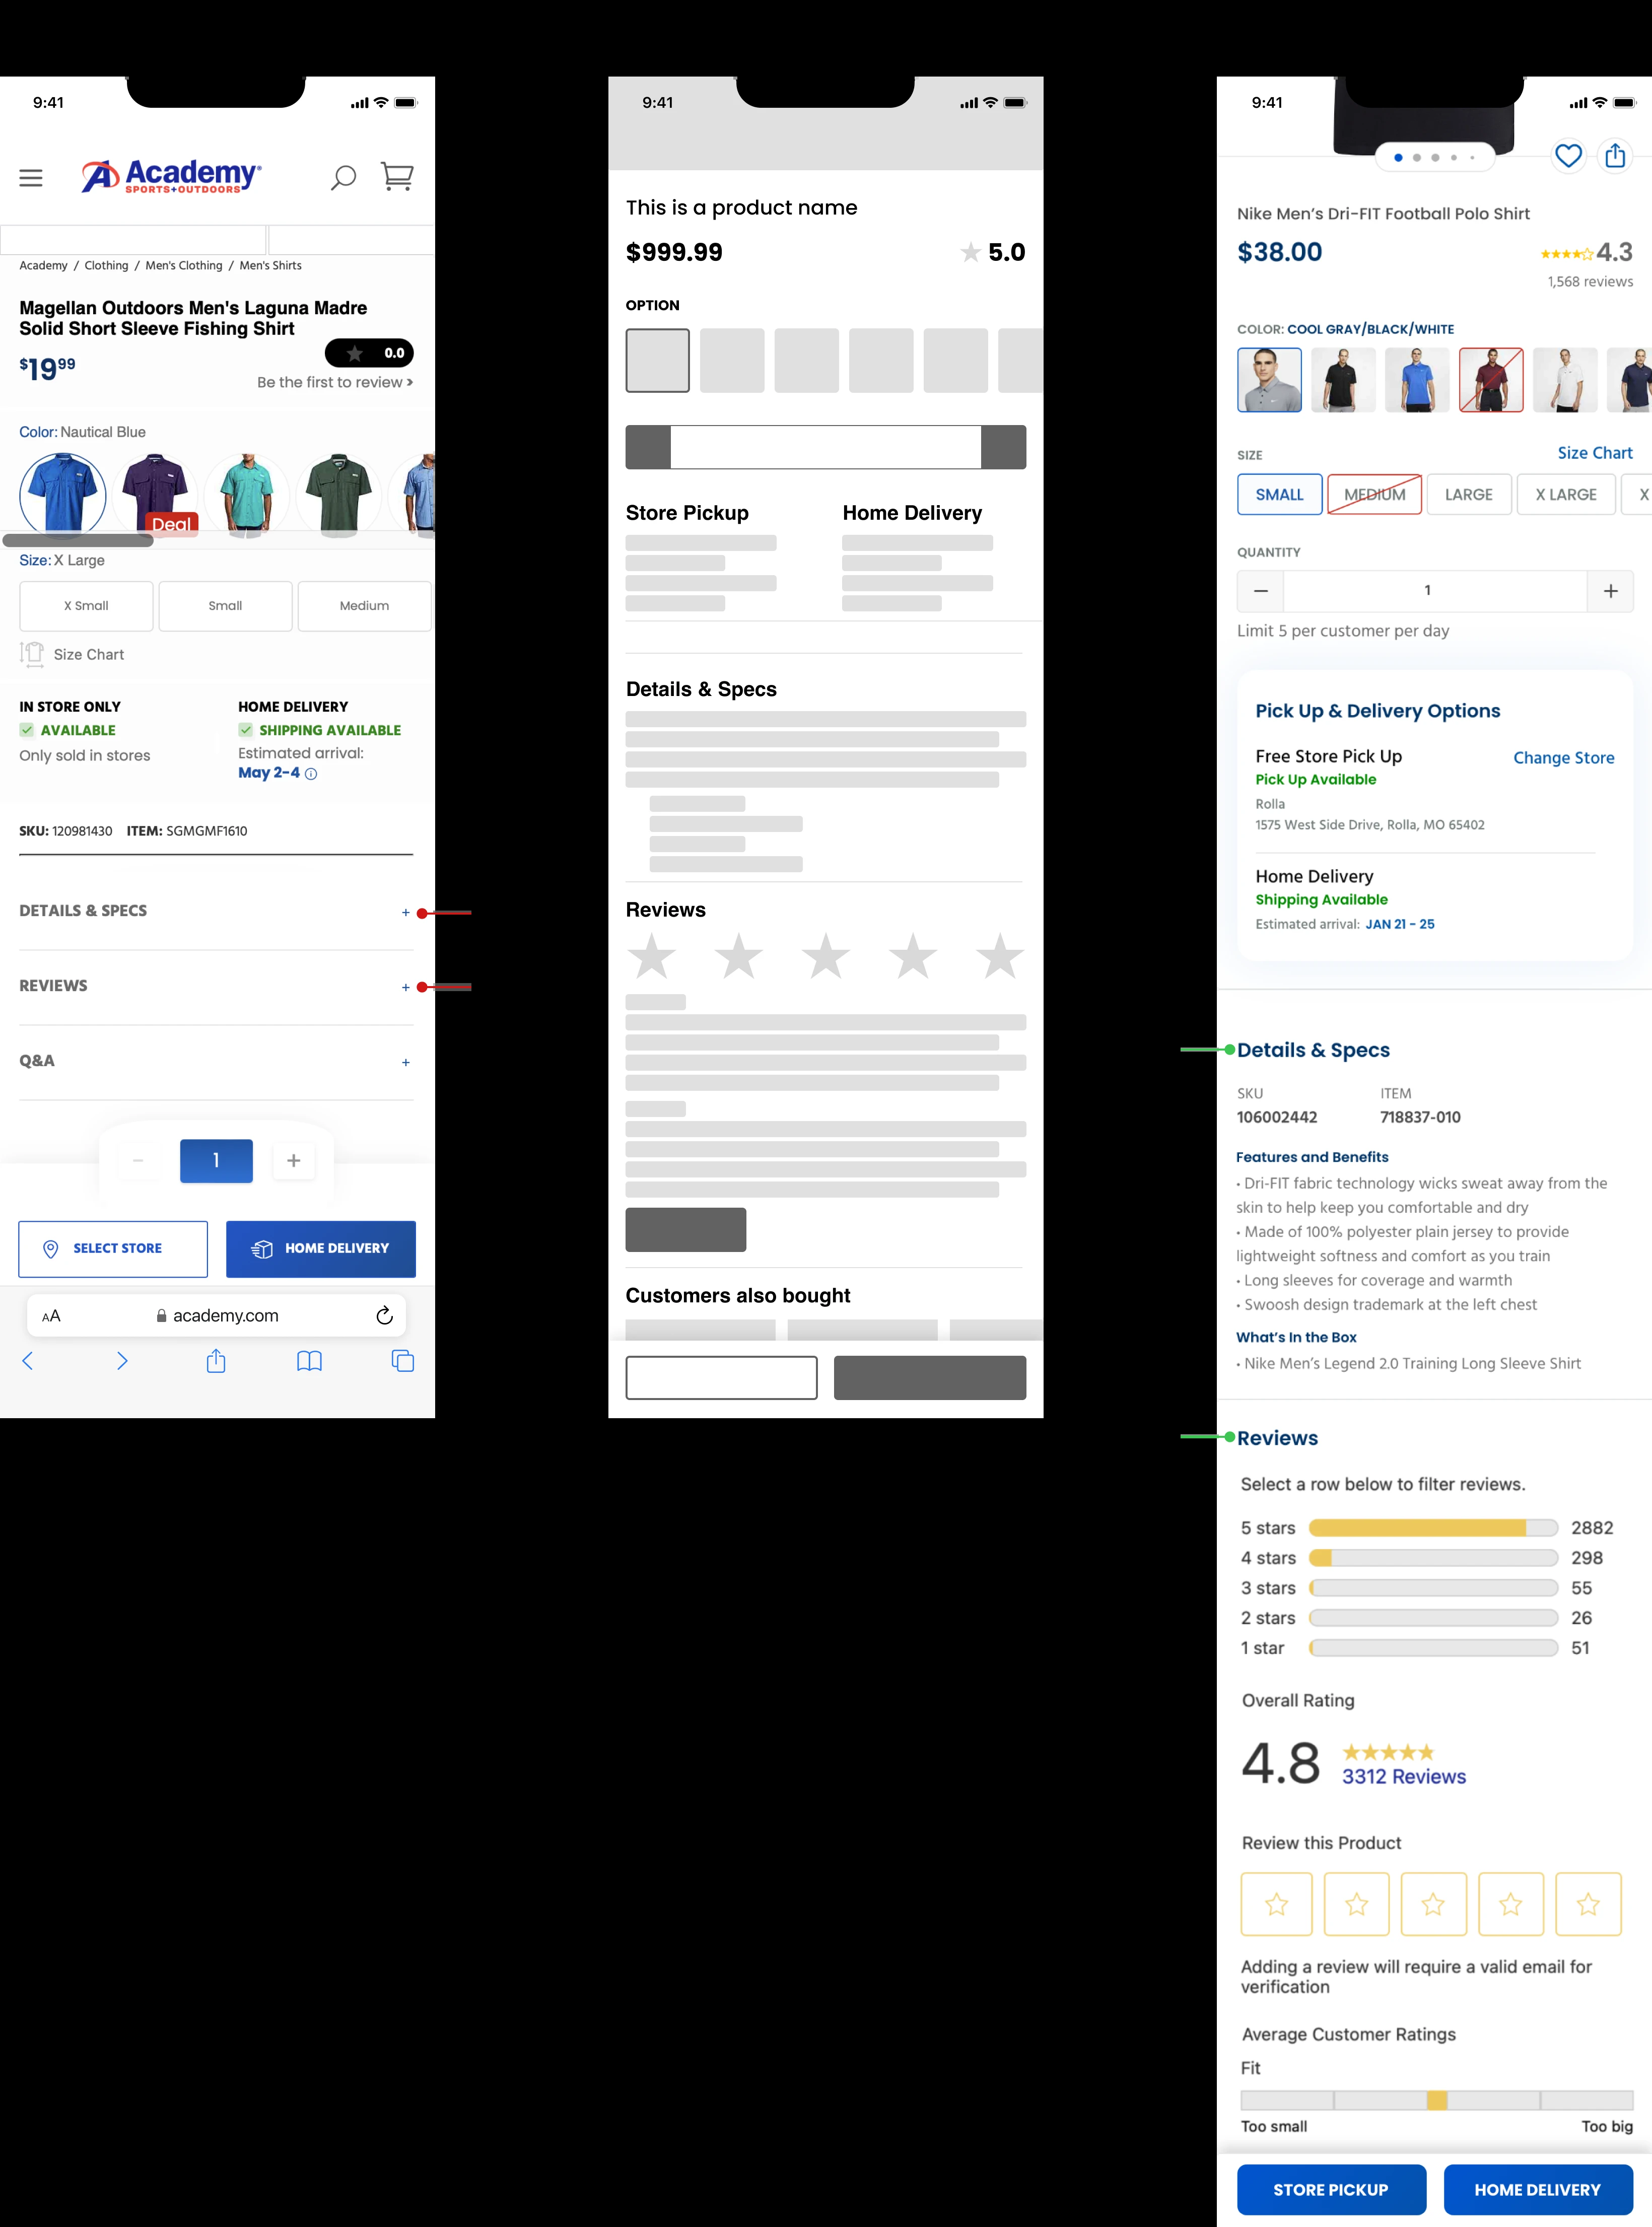 9:41
Academy
SPORTS+OUTDOORS
Academy / Clothing / Men's Clothing / Men's Shirts
Magellan Outdoors Men's Laguna Madre
Solid Short Sleeve Fishing Shirt
$19 99
0.0
Be the first to review >
Color: Nautical Blue
Deal
Size: X Large
X Small
Small
Medium
Size Chart
IN STORE ONLY
AVAILABLE
Only sold in stores
HOME DELIVERY
SHIPPING AVAILABLE
Estimated arrival:
May 2-4
SKU: 120981430 ITEM: SGMGMF1610
DETAILS & SPECS +
REVIEWS +
Q&A +
− 1 +
SELECT STORE
HOME DELIVERY
AA
academy.com
9:41
This is a product name
$999.99
5.0
OPTION
Store Pickup
Home Delivery
Details & Specs
Reviews
Customers also bought
9:41
Nike Men’s Dri-FIT Football Polo Shirt
$38.00
4.3
1,568 reviews
COLOR: COOL GRAY/BLACK/WHITE
SIZE
Size Chart
SMALL
MEDIUM
LARGE
X LARGE
X
QUANTITY
− 1 +
Limit 5 per customer per day
Pick Up & Delivery Options
Free Store Pick Up
Change Store
Pick Up Available
Rolla
1575 West Side Drive, Rolla, MO 65402
Home Delivery
Shipping Available
Estimated arrival: JAN 21 - 25
Details & Specs
SKU
ITEM
106002442
718837-010
Features and Benefits
• Dri-FIT fabric technology wicks sweat away from the
skin to help keep you comfortable and dry
• Made of 100% polyester plain jersey to provide
lightweight softness and comfort as you train
• Long sleeves for coverage and warmth
• Swoosh design trademark at the left chest
What’s In the Box
• Nike Men’s Legend 2.0 Training Long Sleeve Shirt
Reviews
Select a row below to filter reviews.
5 stars 2882
4 stars 298
3 stars 55
2 stars 26
1 star 51
Overall Rating
4.8
3312 Reviews
Review this Product
Adding a review will require a valid email for
verification
Average Customer Ratings
Fit
Too small
Too big
STORE PICKUP
HOME DELIVERY